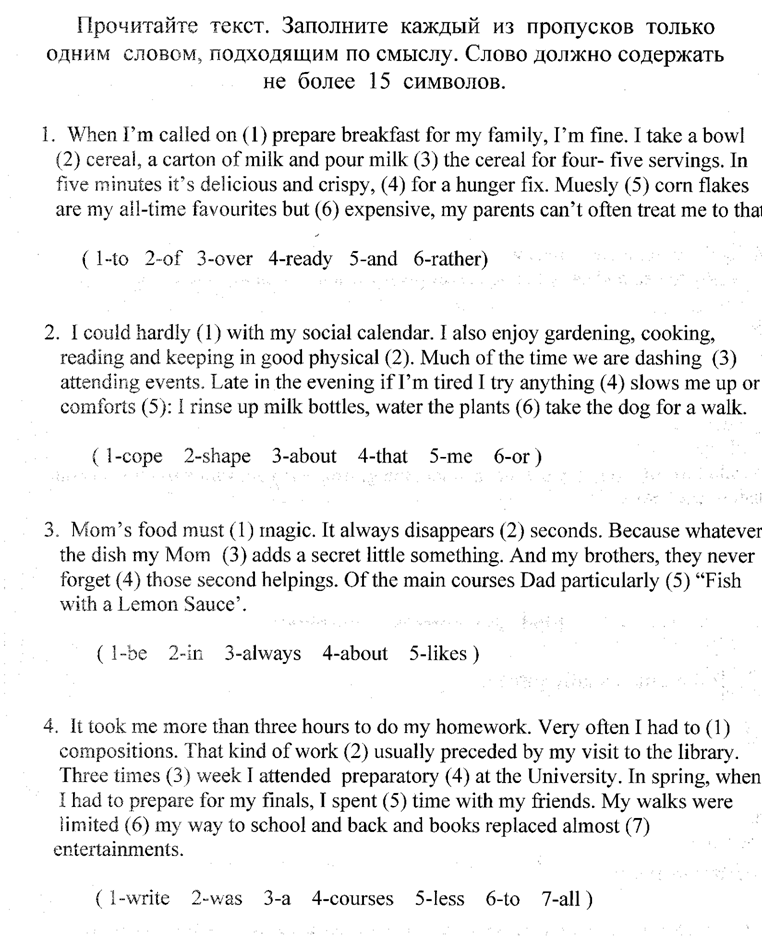 Прочитайте текст. Заполните каждый из пропусков только
одним словом, подходящим по смыслу. Слово должно содержать
не более 15 символов.
1. When I'm called on (1) prepare breakfast for my family, I'm fine. I take a bowl
(2) cereal, a carton of milk and pour milk (3) the cereal for four- five servings. In
five minutes it's delicious and crispy, (4) for a hunger fix. Muesly (5) corn flakes
are my all-time favourites but (6) expensive, my parents can't often treat me to that
( 1-to 2-of 3-over 4-ready 5-and 6-rather)
2. I could hardly (1) with my social calendar. I also enjoy gardening, cooking,
reading and keeping in good physical (2). Much of the time we are dashing (3)
attending events. Late in the evening if I'm tired I try anything (4) slows me up or
comforts (5): I rinse up milk bottles, water the plants (6) take the dog for a walk.
( 1-cope 2-shape 3-about 4-that 5-me 6-or )
3. Mom's food must (1) magic. It always disappears (2) seconds. Because whatever
the dish my Mom (3) adds a secret little something. And my brothers, they never
forget (4) those second helpings. Of the main courses Dad particularly (5) “Fish
with a Lemon Sauce’.
( 1-be 2-in 3-always 4-about 5-likes )
4. It took me more than three hours to do my homework. Very often I had to (1)
compositions. That kind of work (2) usually preceded by my visit to the library.
Three times (3) week I attended preparatory (4) at the University. In spring, when
I had to prepare for my finals, I spent (5) time with my friends. My walks were
limited (6) my way to school and back and books replaced almost (7)
entertainments.
( 1-write 2-was 3-a 4-courses 5-less 6-to 7-all )